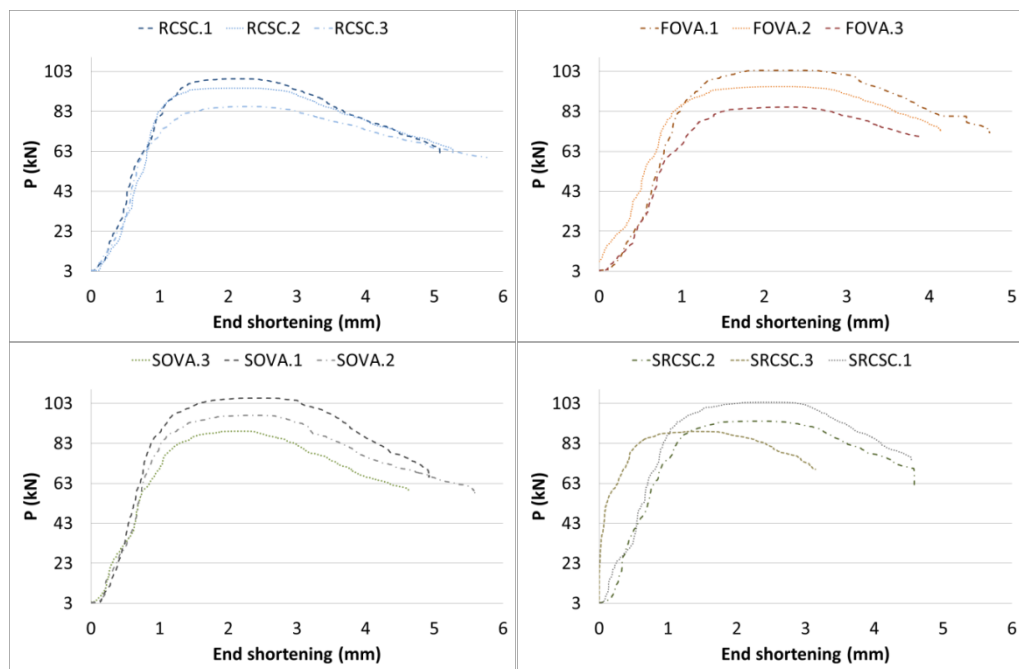 RCSC.1 RCSC.2 RCSC.3
103
83
63
43
23
3
P (kN)
0 1 2 3 4 5 6
End shortening (mm)
FOVA.1 FOVA.2 FOVA.3
103
83
63
43
23
3
P (kN)
0 1 2 3 4 5
End shortening (mm)
SOVA.3 SOVA.1 SOVA.2
103
83
63
43
23
3
P (kN)
0 1 2 3 4 5 6
End shortening (mm)
SRCSC.2 SRCSC.3 SRCSC.1
103
83
63
43
23
3
P (kN)
0 1 2 3 4 5 6
End shortening (mm)